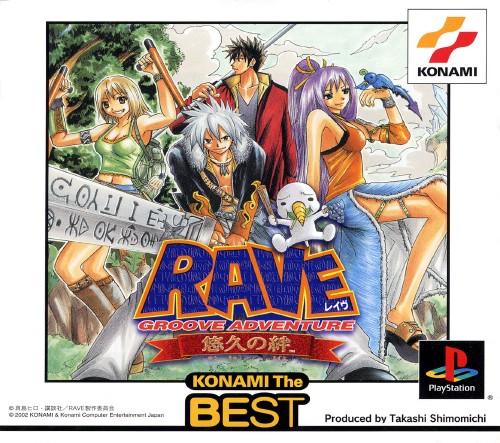 KONAMI
RAVE
レイヴ
GROOVE ADVENTURE
悠久の絆™
PlayStation®
KONAMI The
BEST
© 真島ヒロ・講談社／RAVE製作委員会
© 2002 KONAMI & Konami Computer Entertainment Japan
Produced by Takashi Shimomichi